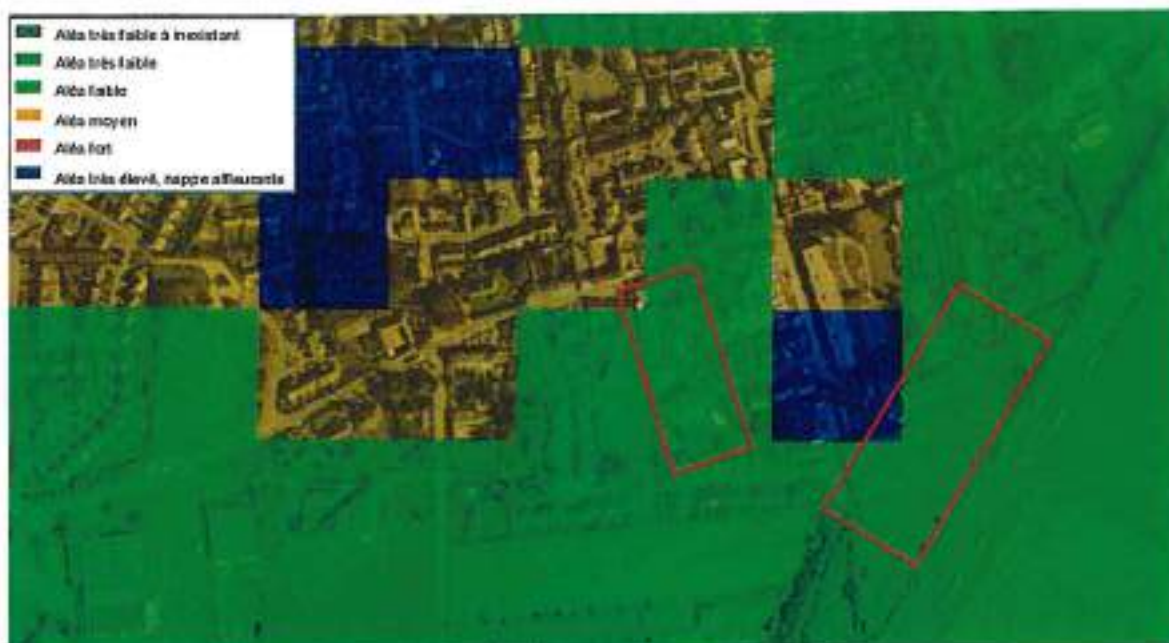 Aléa très faible à inexistant
Aléa très faible
Aléa faible
Aléa moyen
Aléa fort
Aléa très élevé, nappe affleurante